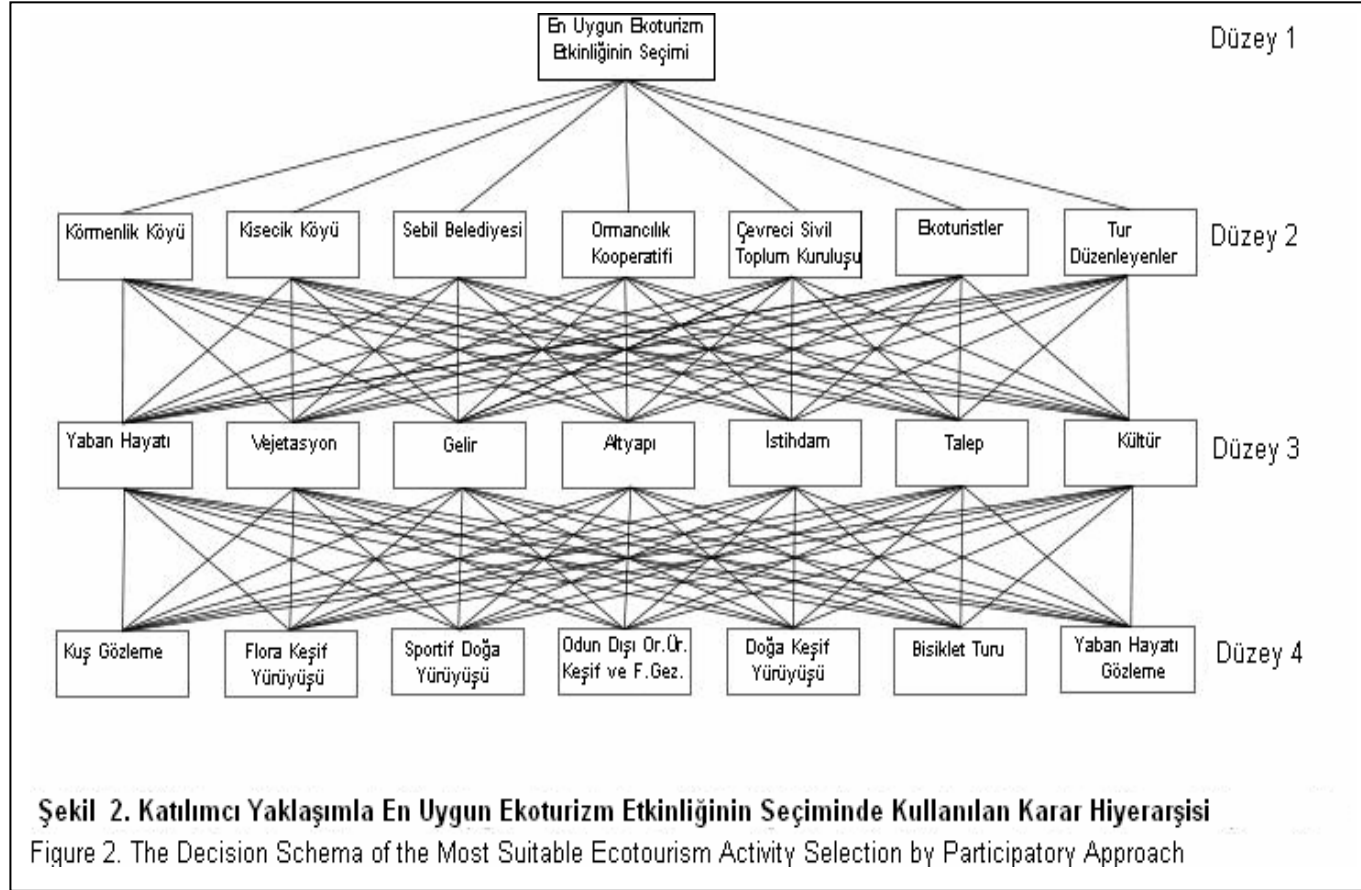 En Uygun Ekoturizm
Etkinliğinin Seçimi
Düzey 1
Körmenlik Köyü
Kisecik Köyü
Sebil Belediyesi
Ormancılık
Kooperatifi
Çevreci Sivil
Toplum Kuruluşu
Ekoturistler
Tur
Düzenleyenler
Düzey 2
Yaban Hayatı
Vejetasyon
Gelir
Altyapı
İstihdam
Talep
Kültür
Düzey 3
Kuş Gözleme
Flora Keşif
Yürüyüşü
Sportif Doğa
Yürüyüşü
Odun Dışı Or.Ür.
Keşif ve F.Gez.
Doğa Keşif
Yürüyüşü
Bisiklet Turu
Yaban Hayatı
Gözleme
Düzey 4
Şekil 2. Katılımcı Yaklaşımla En Uygun Ekoturizm Etkinliğinin Seçiminde Kullanılan Karar Hiyerarşisi
Figure 2. The Decision Schema of the Most Suitable Ecotourism Activity Selection by Participatory Approach